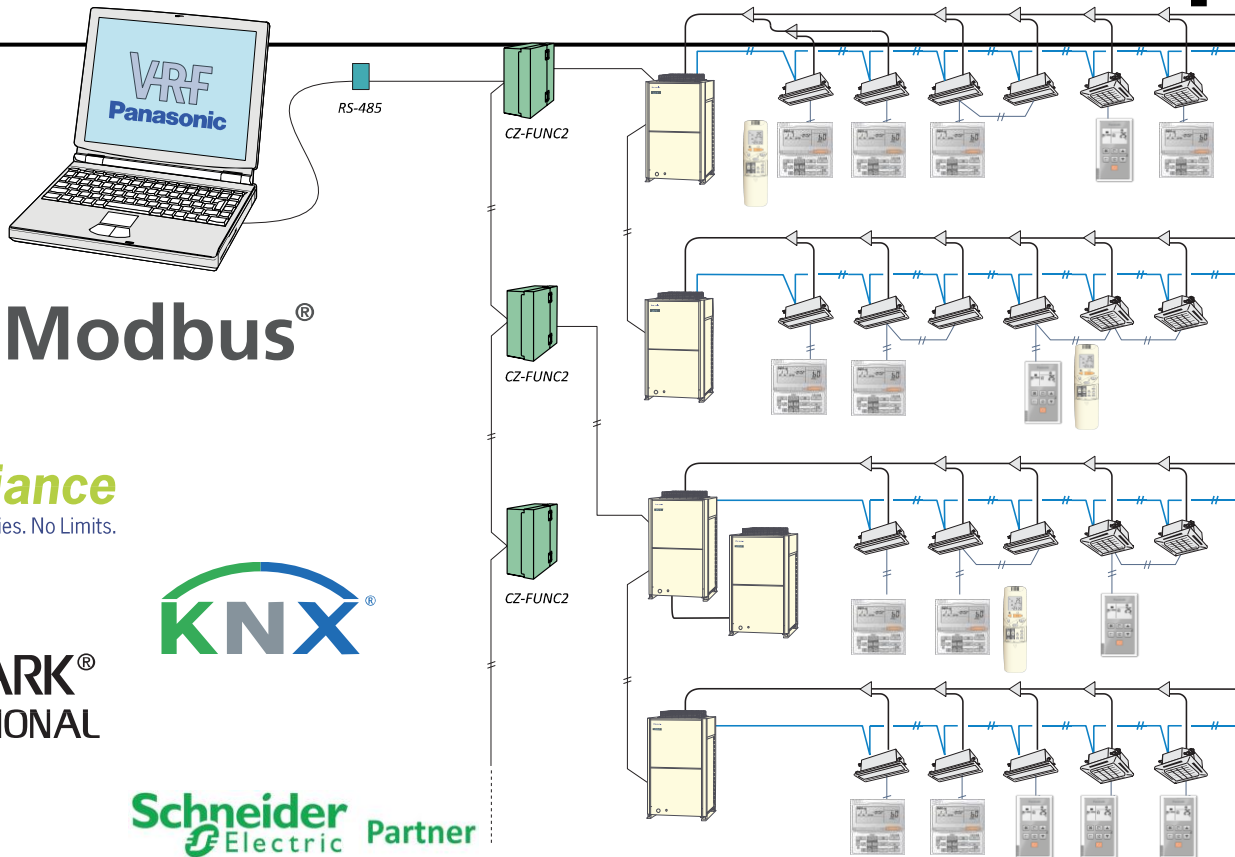 VRF
Panasonic
RS-485
CZ-FUNC2
Modbus®
CZ-FUNC2
iance
ies. No Limits.
CZ-FUNC2
KNX®
ARK®
IONAL
Schneider
Electric
Partner